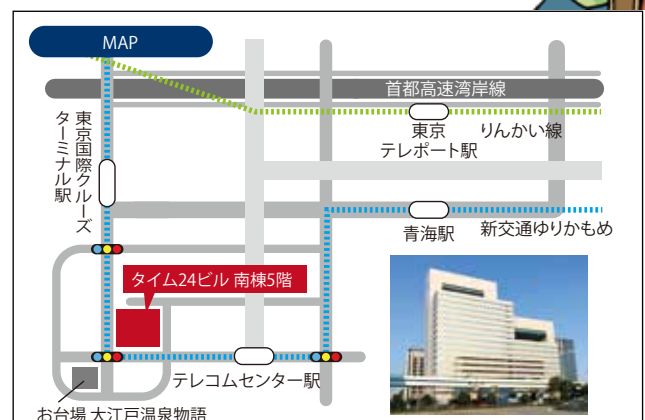 MAP
首都高速湾岸線
東京
テレポート駅
りんかい線
東京国際クルーズ
ターミナル駅
青海駅
新交通ゆりかもめ
タイム24ビル 南棟5階
テレコムセンター駅
お台場 大江戸温泉物語